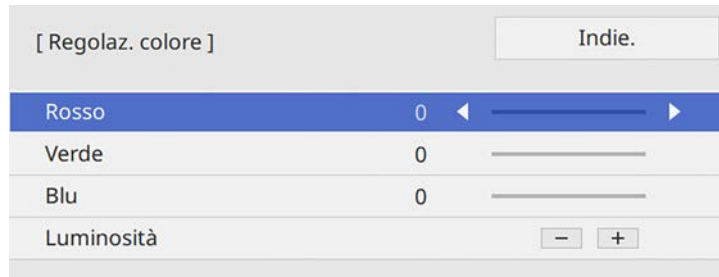 [ Regolaz. colore ] Indie.
Rosso 0
Verde 0
Blu 0
Luminosità − +